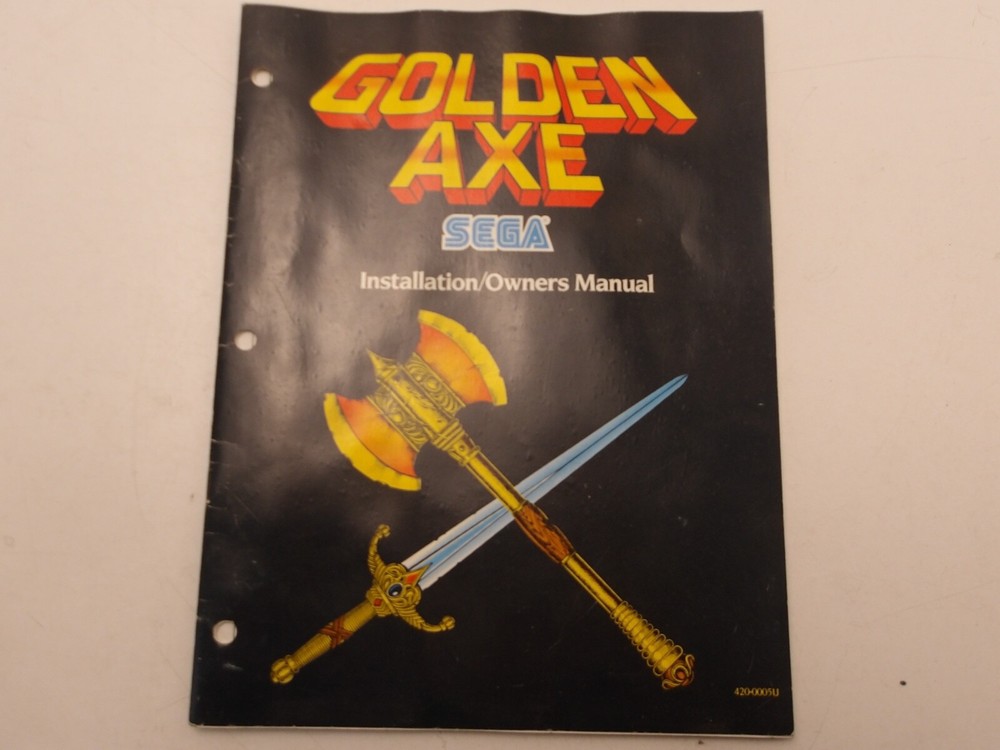 GOLDEN
AXE
SEGA®
Installation/Owners Manual
420-0005U